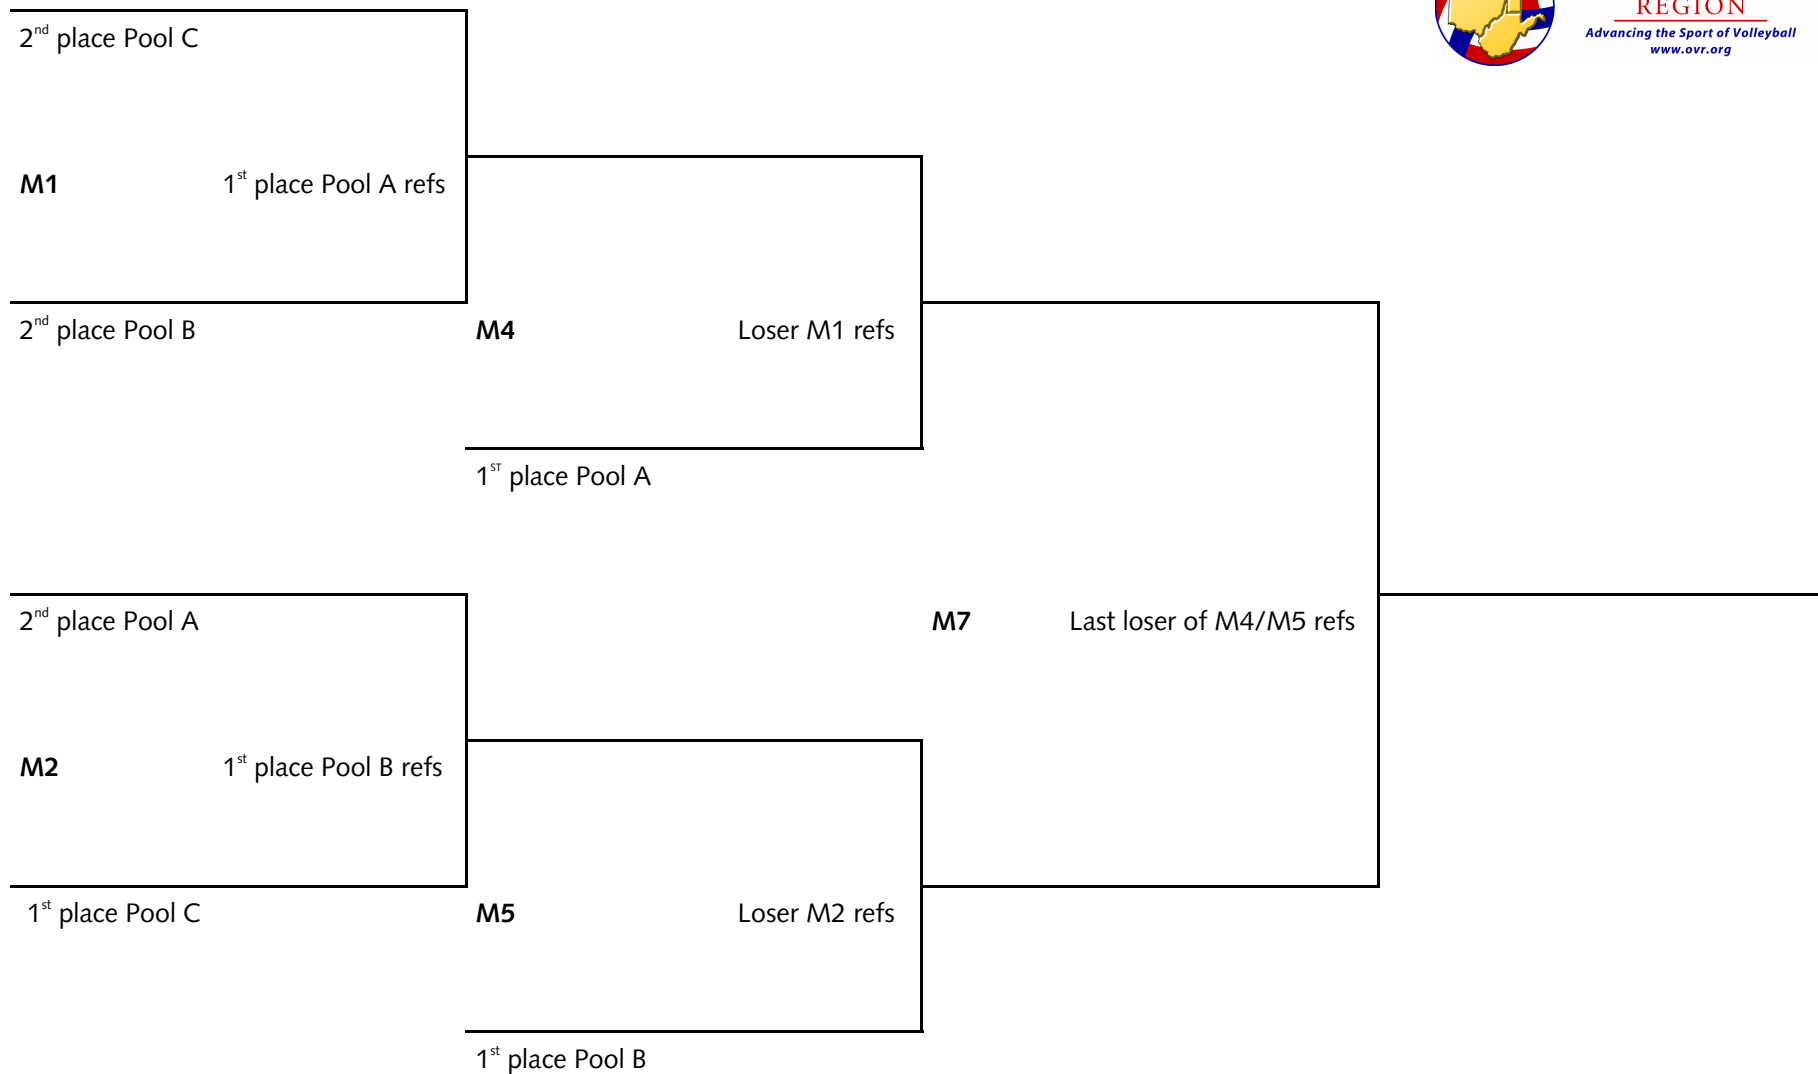 REGION
Advancing the Sport of Volleyball
www.ovr.org
2nd place Pool C
M1 1st place Pool A refs
2nd place Pool B
M4 Loser M1 refs
1ST place Pool A
2nd place Pool A
M7 Last loser of M4/M5 refs
M2 1st place Pool B refs
1st place Pool C
M5 Loser M2 refs
1st place Pool B